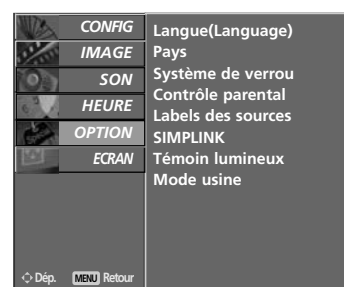 CONFIG
IMAGE
SON
HEURE
OPTION
ECRAN
Langue(Language)
Pays
Système de verrou
Contrôle parental
Labels des sources
SIMPLINK
Témoin lumineux
Mode usine
Dép. MENU Retour